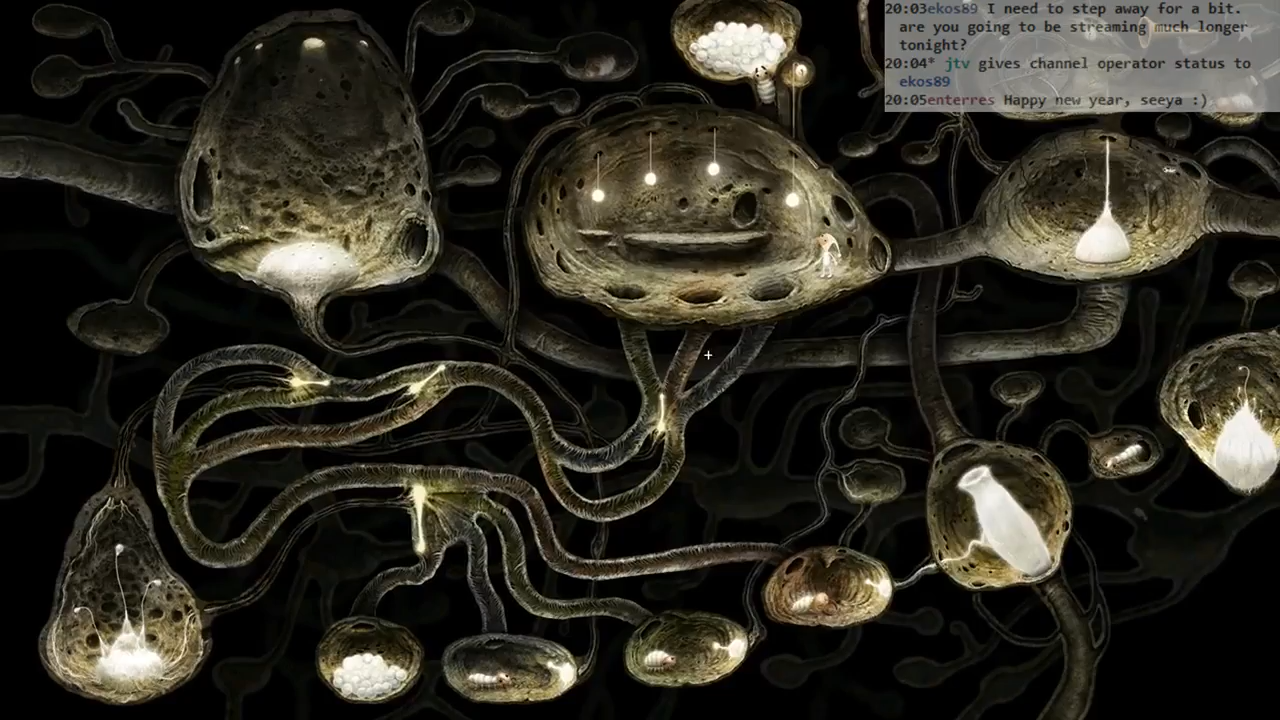 20:03ekos89 I need to step away for a bit.
are you going to be streaming much longer
tonight?
20:04* jtv gives channel operator status to
ekos89
20:05enterres Happy new year, seeya :)